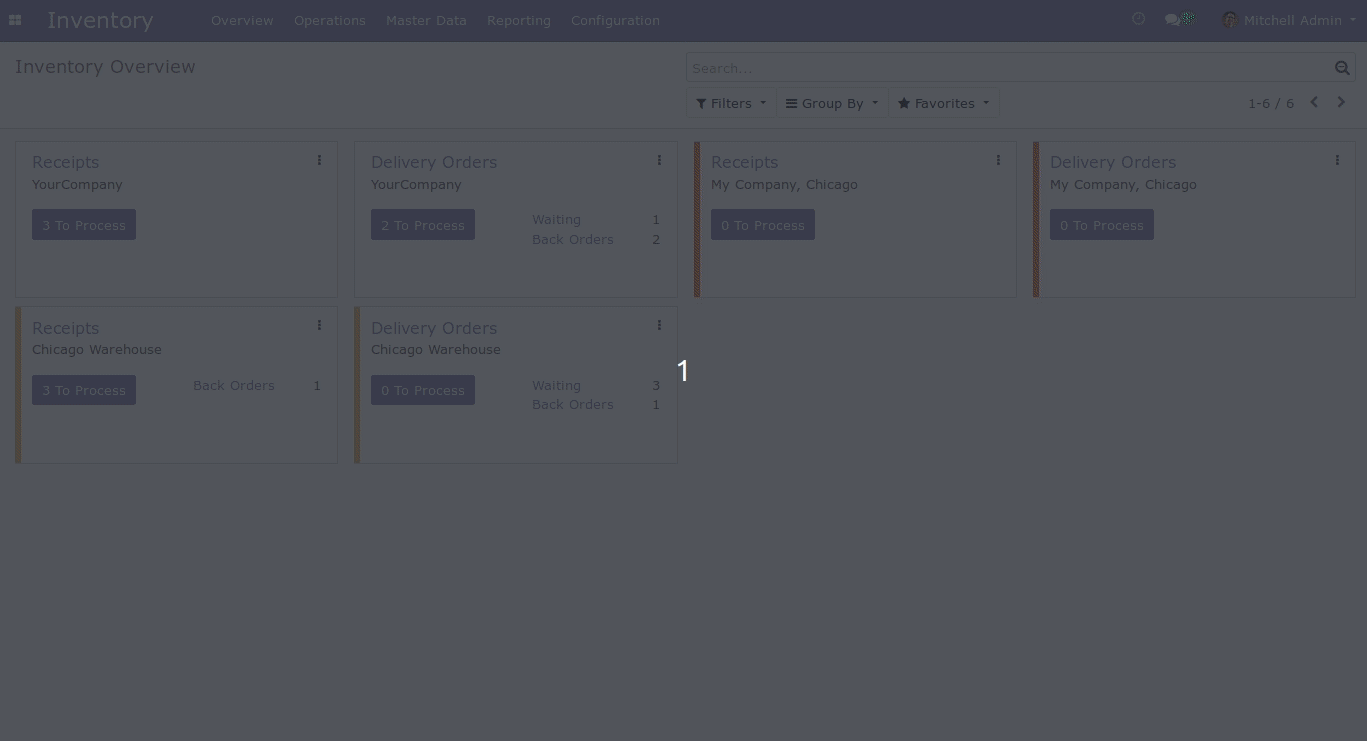 Inventory Overview Operations Master Data Reporting Configuration Mitchell Admin
Inventory Overview
Search...
Filters Group By Favorites 1-6 / 6
Receipts
YourCompany
3 To Process
Delivery Orders
YourCompany
2 To Process
Waiting 1
Back Orders 2
Receipts
My Company, Chicago
0 To Process
Delivery Orders
My Company, Chicago
0 To Process
Receipts
Chicago Warehouse
3 To Process
Back Orders 1
Delivery Orders
Chicago Warehouse
0 To Process
Waiting 3
Back Orders 1
1